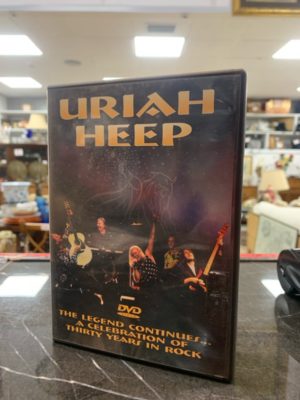 URIAH
HEEP
DVD
THE LEGEND CONTINUES...
A CELEBRATION OF
THIRTY YEARS IN ROCK